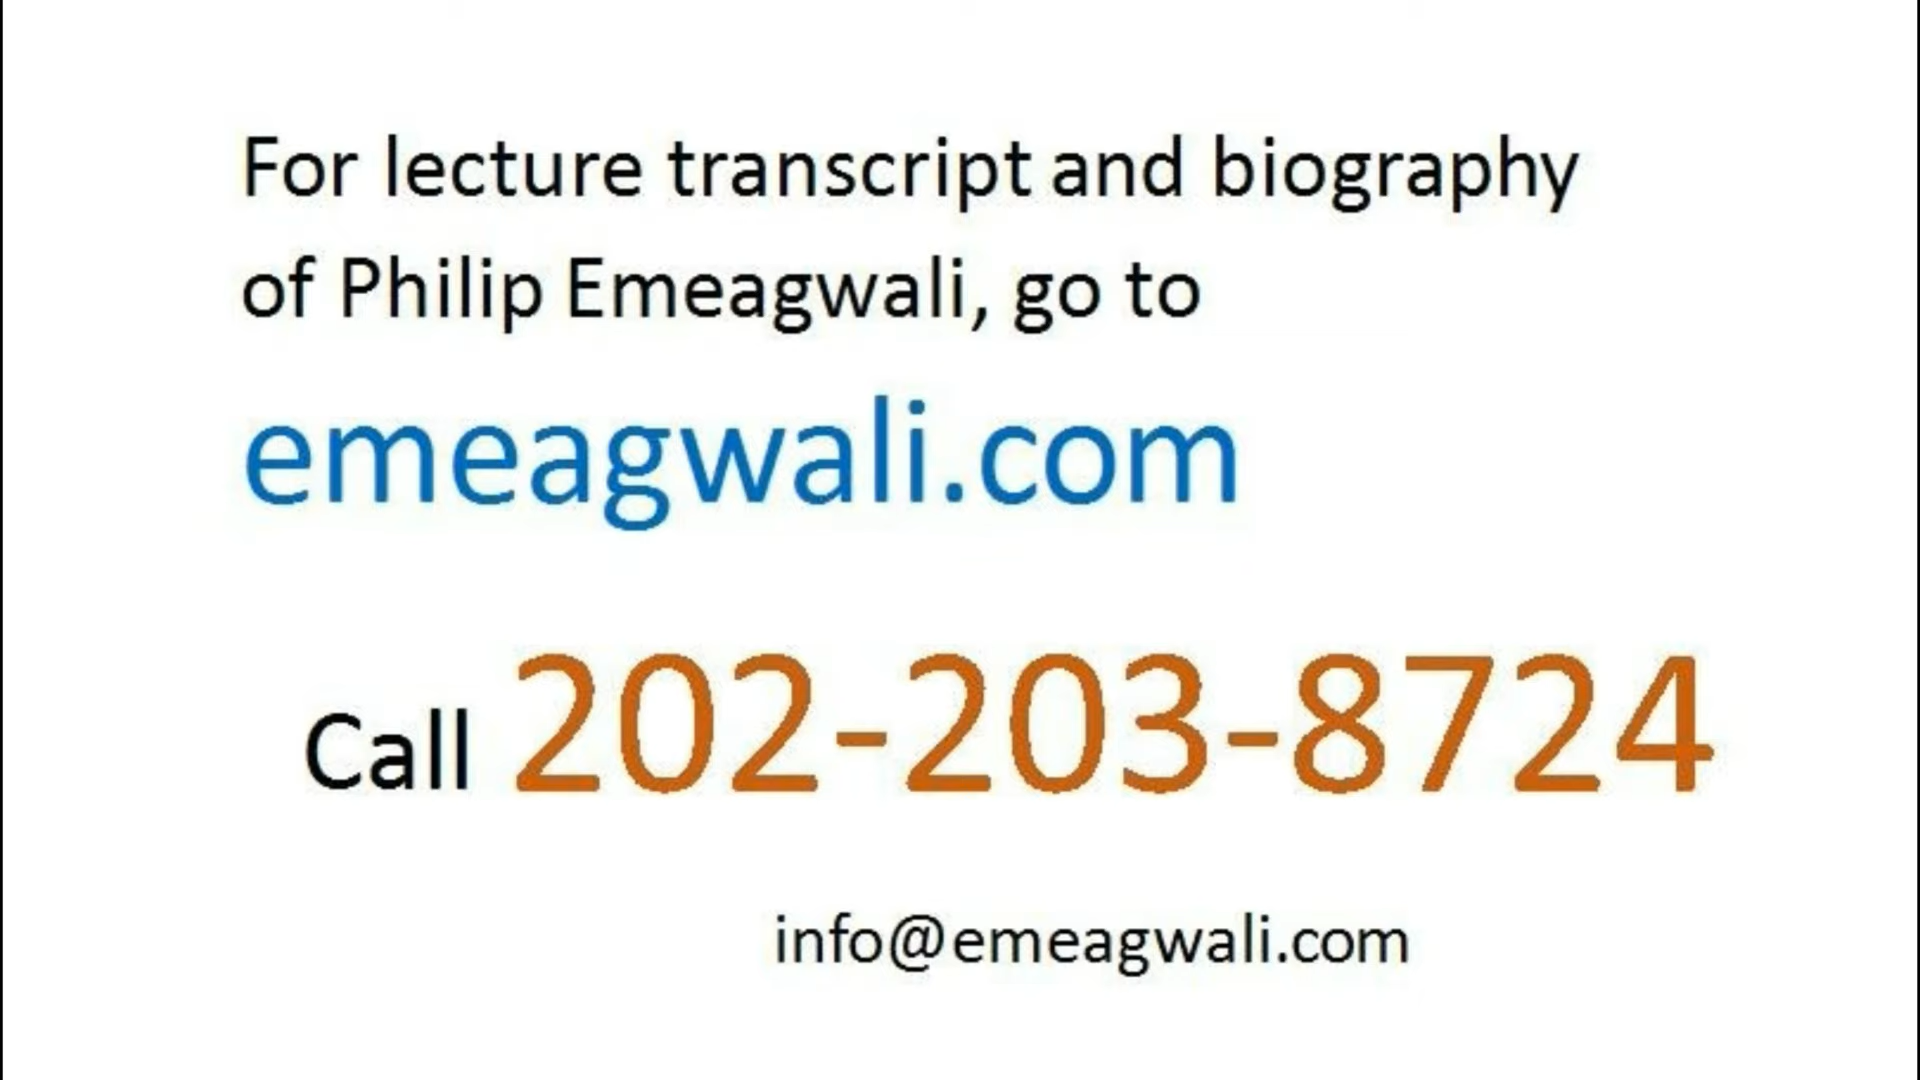 For lecture transcript and biography
of Philip Emeagwali, go to
emeagwali.com
Call 202-203-8724
info@emeagwali.com